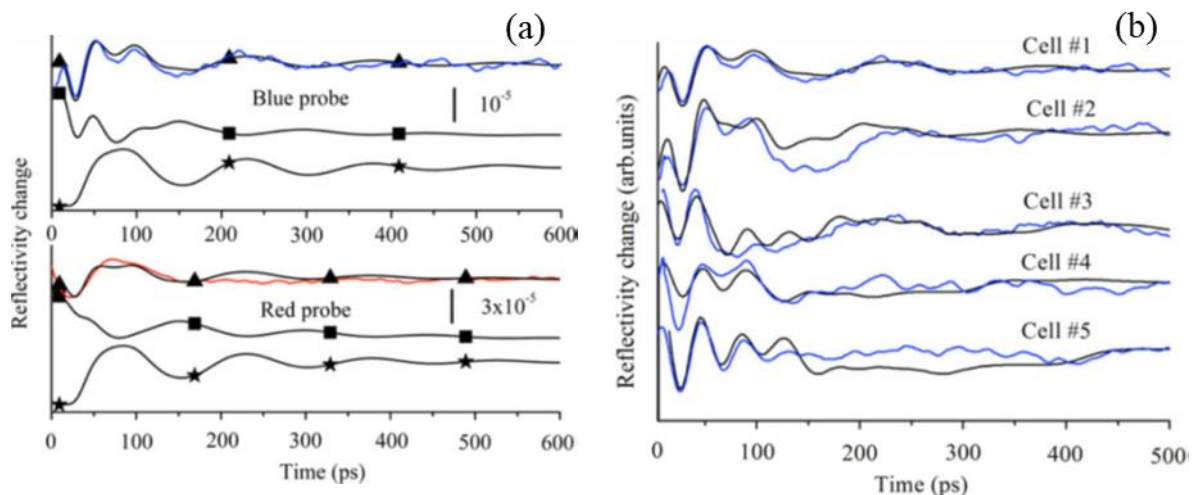 (a)
Blue probe
10⁻⁵
0 100 200 300 400 500 600
Reflectivity change
Red probe
3x10⁻⁵
0 100 200 300 400 500 600
Time (ps)
(b)
Cell #1
Cell #2
Cell #3
Cell #4
Cell #5
Reflectivity change (arb.units)
0 100 200 300 400 500
Time (ps)